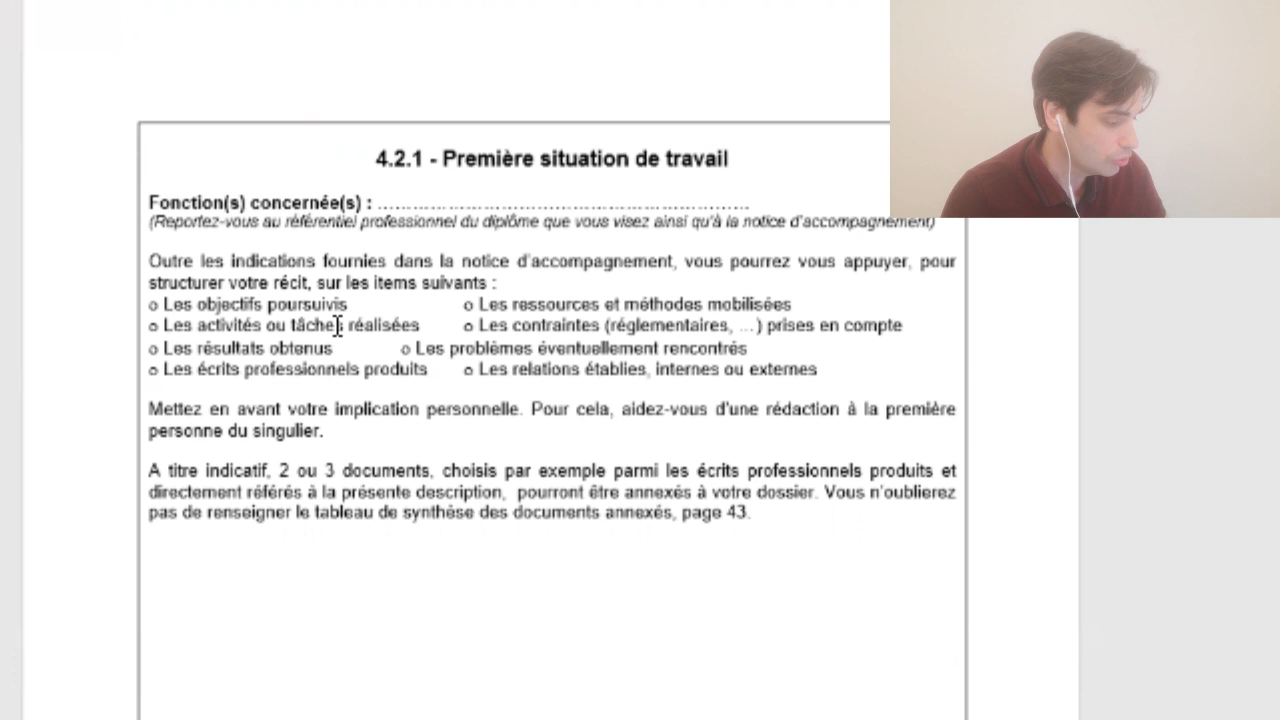 4.2.1 - Première situation de travail
Fonction(s) concernée(s) : ……………………………………………………
(Reportez-vous au référentiel professionnel du diplôme que vous visez ainsi qu'à la notice d'accompagnement)
Outre les indications fournies dans la notice d'accompagnement, vous pourrez vous appuyer, pour
structurer votre récit, sur les items suivants :
o Les objectifs poursuivis o Les ressources et méthodes mobilisées
o Les activités ou tâches réalisées o Les contraintes (réglementaires, ...) prises en compte
o Les résultats obtenus o Les problèmes éventuellement rencontrés
o Les écrits professionnels produits o Les relations établies, internes ou externes
Mettez en avant votre implication personnelle. Pour cela, aidez-vous d'une rédaction à la première
personne du singulier.
A titre indicatif, 2 ou 3 documents, choisis par exemple parmi les écrits professionnels produits et
directement référés à la présente description, pourront être annexés à votre dossier. Vous n'oublierez
pas de renseigner le tableau de synthèse des documents annexés, page 43.